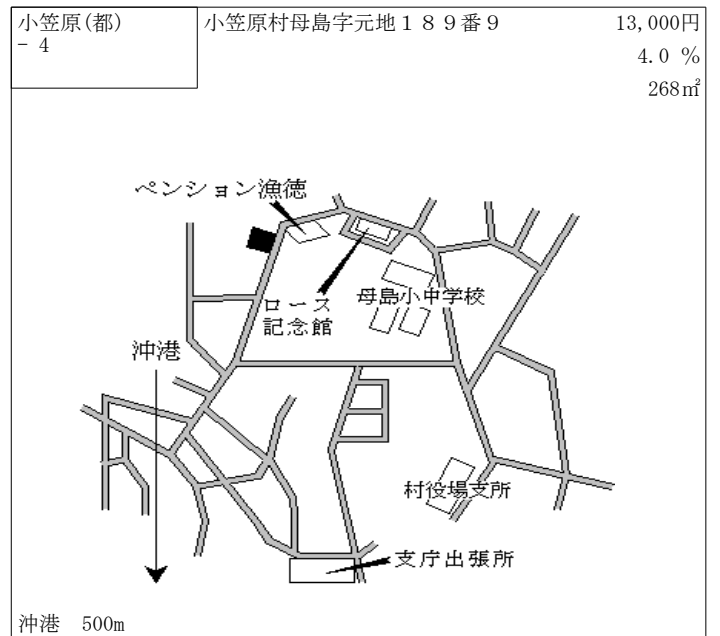 小笠原(都)
- 4
小笠原村母島字元地１８９番９
13,000円
4.0 %
268㎡
ペンション漁徳
ロース
記念館
母島小中学校
沖港
村役場支所
支庁出張所
沖港 500m